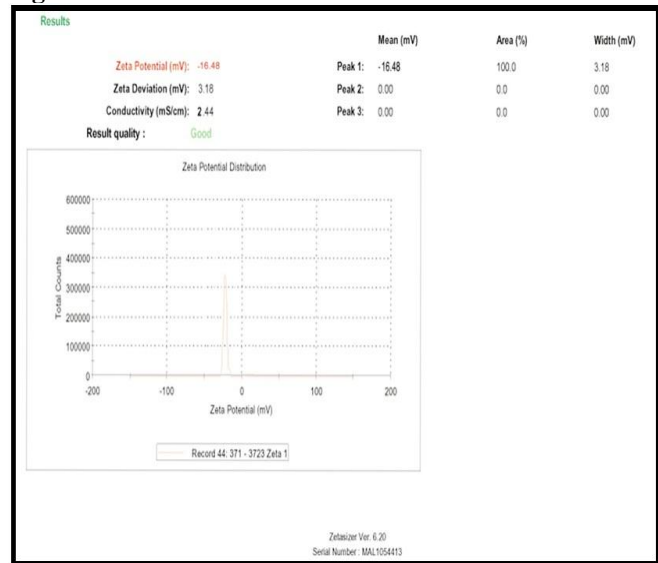 Results
Mean (mV) Area (%) Width (mV)
Zeta Potential (mV): -16.48 Peak 1: -16.48 100.0 3.18
Zeta Deviation (mV): 3.18 Peak 2: 0.00 0.0 0.00
Conductivity (mS/cm): 2.44 Peak 3: 0.00 0.0 0.00
Result quality : Good
Zeta Potential Distribution
600000
500000
400000
300000
200000
100000
0
Total Counts
-200 -100 0 100 200
Zeta Potential (mV)
Record 44: 371 - 3723 Zeta 1
Zetasizer Ver. 6.20
Serial Number : MAL1054413